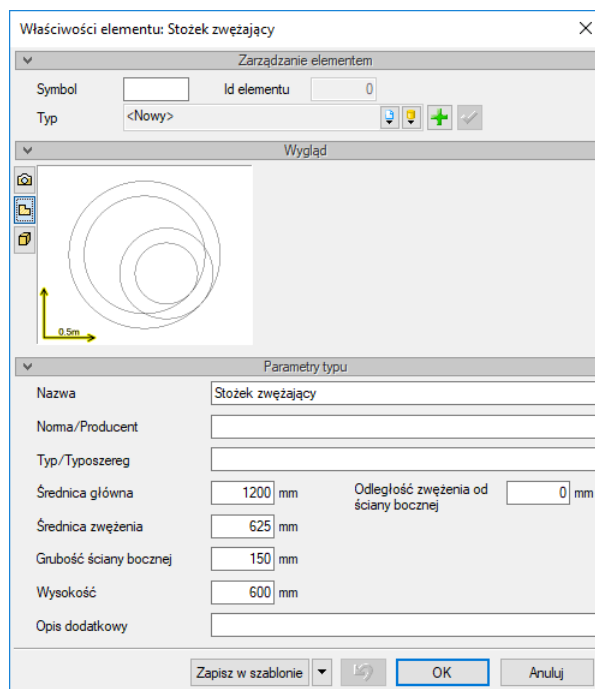 Właściwości elementu: Stożek zwężający
Zarządzanie elementem
Symbol Id elementu 0
Typ <Nowy>
Wygląd
0.5m
Parametry typu
Nazwa Stożek zwężający
Norma/Producent
Typ/Typoszereg
Średnica główna 1200 mm Odległość zwężenia od ściany bocznej 0 mm
Średnica zwężenia 625 mm
Grubość ściany bocznej 150 mm
Wysokość 600 mm
Opis dodatkowy
Zapisz w szablonie OK Anuluj